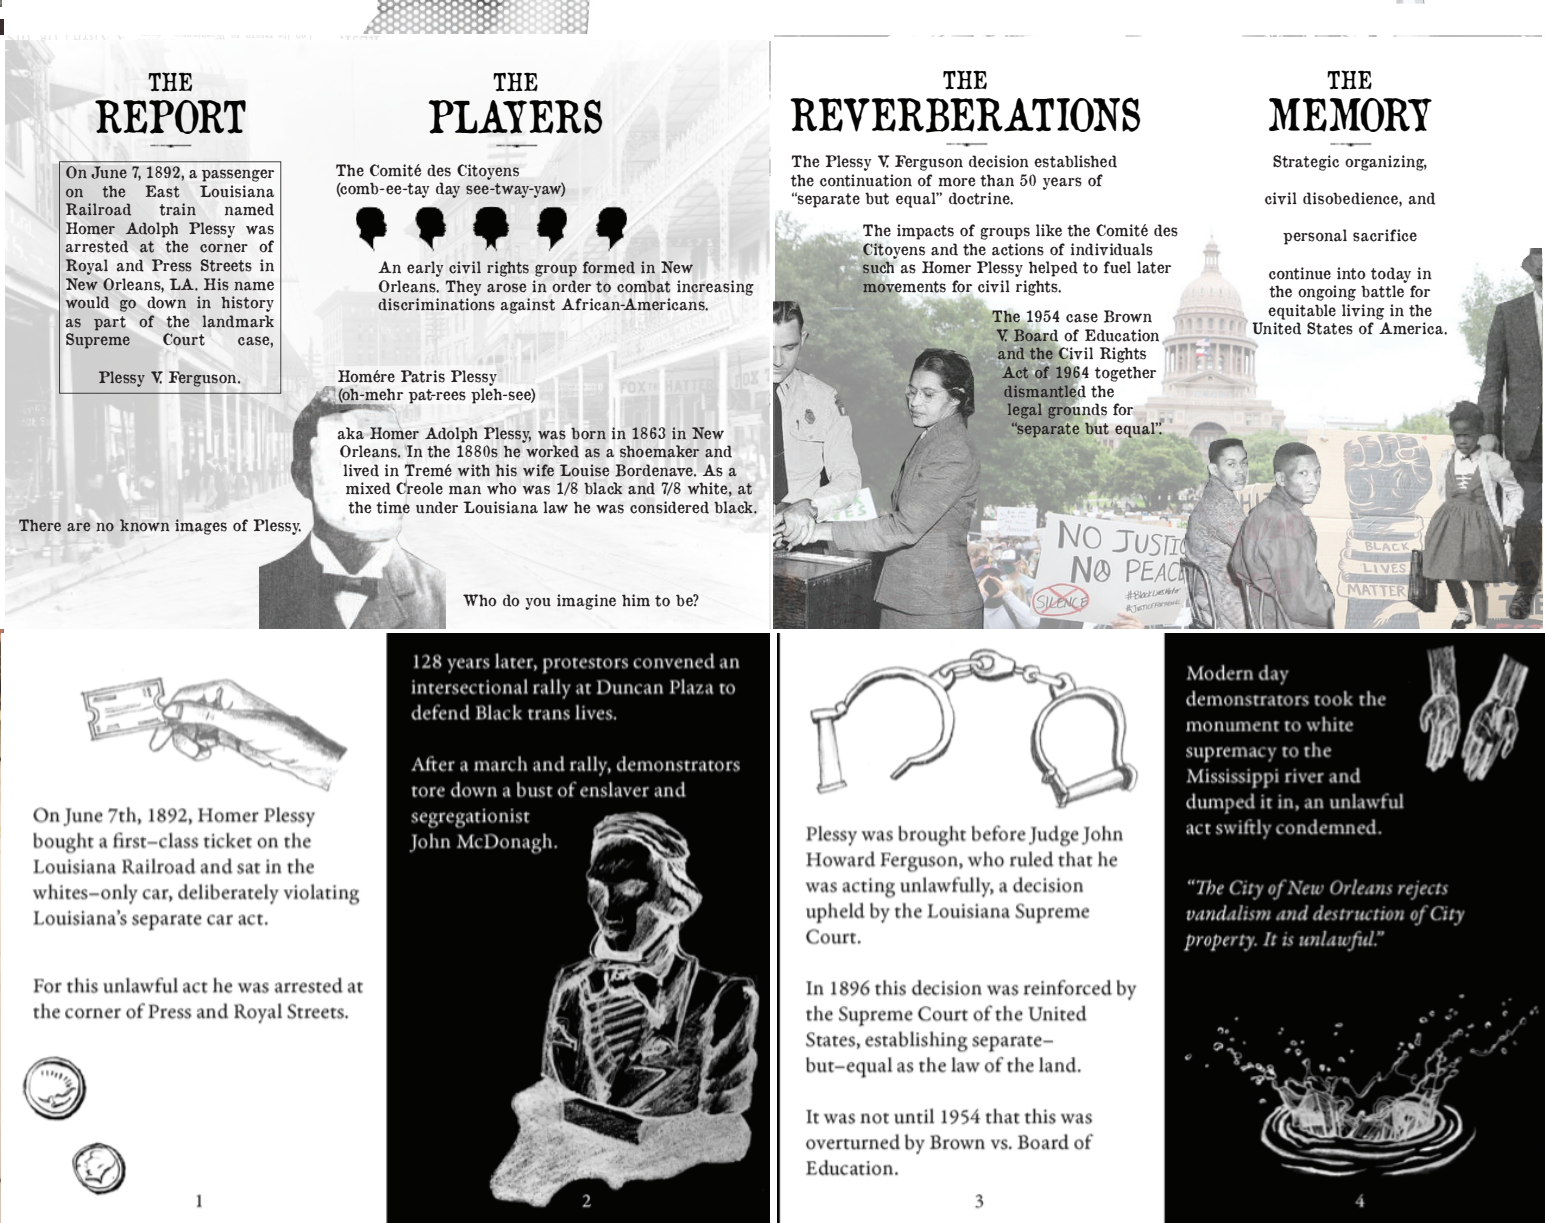 THE
REPORT
On June 7, 1892, a passenger
on the East Louisiana
Railroad train named
Homer Adolph Plessy was
arrested at the corner of
Royal and Press Streets in
New Orleans, LA. His name
would go down in history
as part of the landmark
Supreme Court case,
Plessy V. Ferguson.
There are no known images of Plessy.
THE
PLAYERS
The Comité des Citoyens
(comb-ee-tay day see-tway-yaw)
An early civil rights group formed in New
Orleans. They arose in order to combat increasing
discriminations against African-Americans.
Homére Patris Plessy
(oh-mehr pat-rees pleh-see)
aka Homer Adolph Plessy, was born in 1863 in New
Orleans. In the 1880s he worked as a shoemaker and
lived in Tremé with his wife Louise Bordenave. As a
mixed Creole man who was 1/8 black and 7/8 white, at
the time under Louisiana law he was considered black.
Who do you imagine him to be?
THE
REVERBERATIONS
The Plessy V. Ferguson decision established
the continuation of more than 50 years of
“separate but equal” doctrine.
The impacts of groups like the Comité des
Citoyens and the actions of individuals
such as Homer Plessy helped to fuel later
movements for civil rights.
The 1954 case Brown
V. Board of Education
and the Civil Rights
Act of 1964 together
dismantled the
legal grounds for
“separate but equal”.
THE
MEMORY
Strategic organizing,
civil disobedience, and
personal sacrifice
continue into today in
the ongoing battle for
equitable living in the
United States of America.
NO JUSTIC
NO PEAC
SILENCE
#BlackLivesMatter
BLACK
LIVES
MATTER
On June 7th, 1892, Homer Plessy
bought a first–class ticket on the
Louisiana Railroad and sat in the
whites–only car, deliberately violating
Louisiana’s separate car act.
For this unlawful act he was arrested at
the corner of Press and Royal Streets.
1
128 years later, protestors convened an
intersectional rally at Duncan Plaza to
defend Black trans lives.
After a march and rally, demonstrators
tore down a bust of enslaver and
segregationist
John McDonagh.
2
Plessy was brought before Judge John
Howard Ferguson, who ruled that he
was acting unlawfully, a decision
upheld by the Louisiana Supreme
Court.
In 1896 this decision was reinforced by
the Supreme Court of the United
States, establishing separate–
but–equal as the law of the land.
It was not until 1954 that this was
overturned by Brown vs. Board of
Education.
3
Modern day
demonstrators took the
monument to white
supremacy to the
Mississippi river and
dumped it in, an unlawful
act swiftly condemned.
“The City of New Orleans rejects
vandalism and destruction of City
property. It is unlawful.”
4